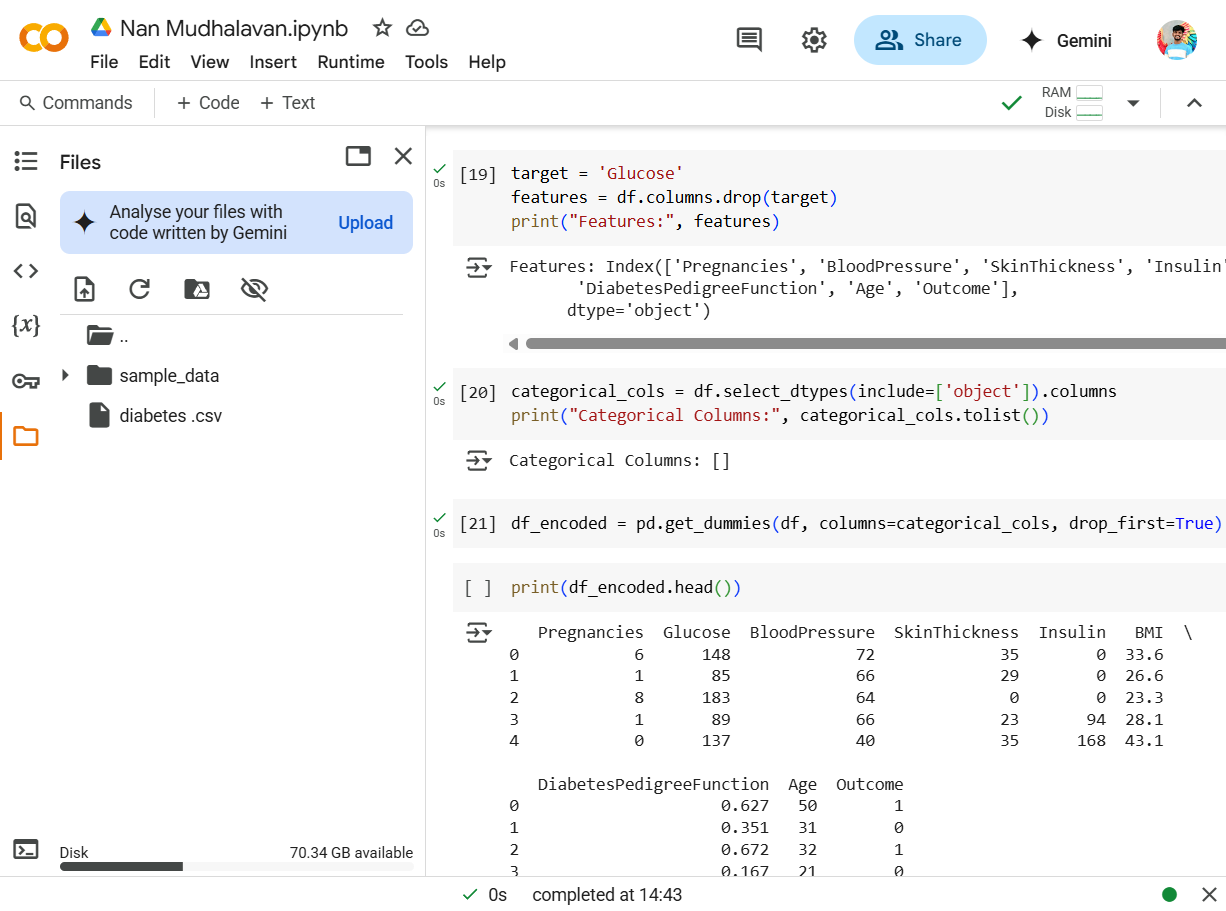 Nan Mudhalavan.ipynb
File Edit View Insert Runtime Tools Help
Share
Gemini
Commands
+ Code + Text
RAM
Disk
Files
Analyse your files with
code written by Gemini
Upload
{x}
..
sample_data
diabetes .csv
Disk 70.34 GB available
0s
[19] target = 'Glucose'
features = df.columns.drop(target)
print("Features:", features)
Features: Index(['Pregnancies', 'BloodPressure', 'SkinThickness', 'Insulin'
'DiabetesPedigreeFunction', 'Age', 'Outcome'],
dtype='object')
0s
[20] categorical_cols = df.select_dtypes(include=['object']).columns
print("Categorical Columns:", categorical_cols.tolist())
Categorical Columns: []
0s
[21] df_encoded = pd.get_dummies(df, columns=categorical_cols, drop_first=True)
[ ] print(df_encoded.head())
Pregnancies Glucose BloodPressure SkinThickness Insulin BMI \
0 6 148 72 35 0 33.6
1 1 85 66 29 0 26.6
2 8 183 64 0 0 23.3
3 1 89 66 23 94 28.1
4 0 137 40 35 168 43.1
DiabetesPedigreeFunction Age Outcome
0 0.627 50 1
1 0.351 31 0
2 0.672 32 1
3 0.167 21 0
0s completed at 14:43